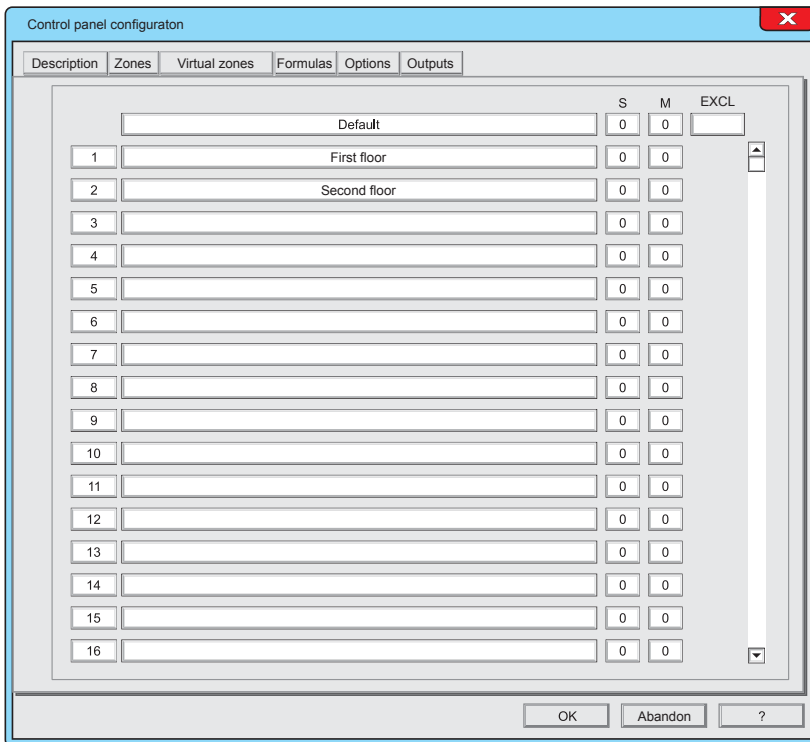 Control panel configuraton
Description Zones Virtual zones Formulas Options Outputs
S M EXCL
Default 0 0
1 First floor 0 0
2 Second floor 0 0
3 0 0
4 0 0
5 0 0
6 0 0
7 0 0
8 0 0
9 0 0
10 0 0
11 0 0
12 0 0
13 0 0
14 0 0
15 0 0
16 0 0
OK Abandon ?